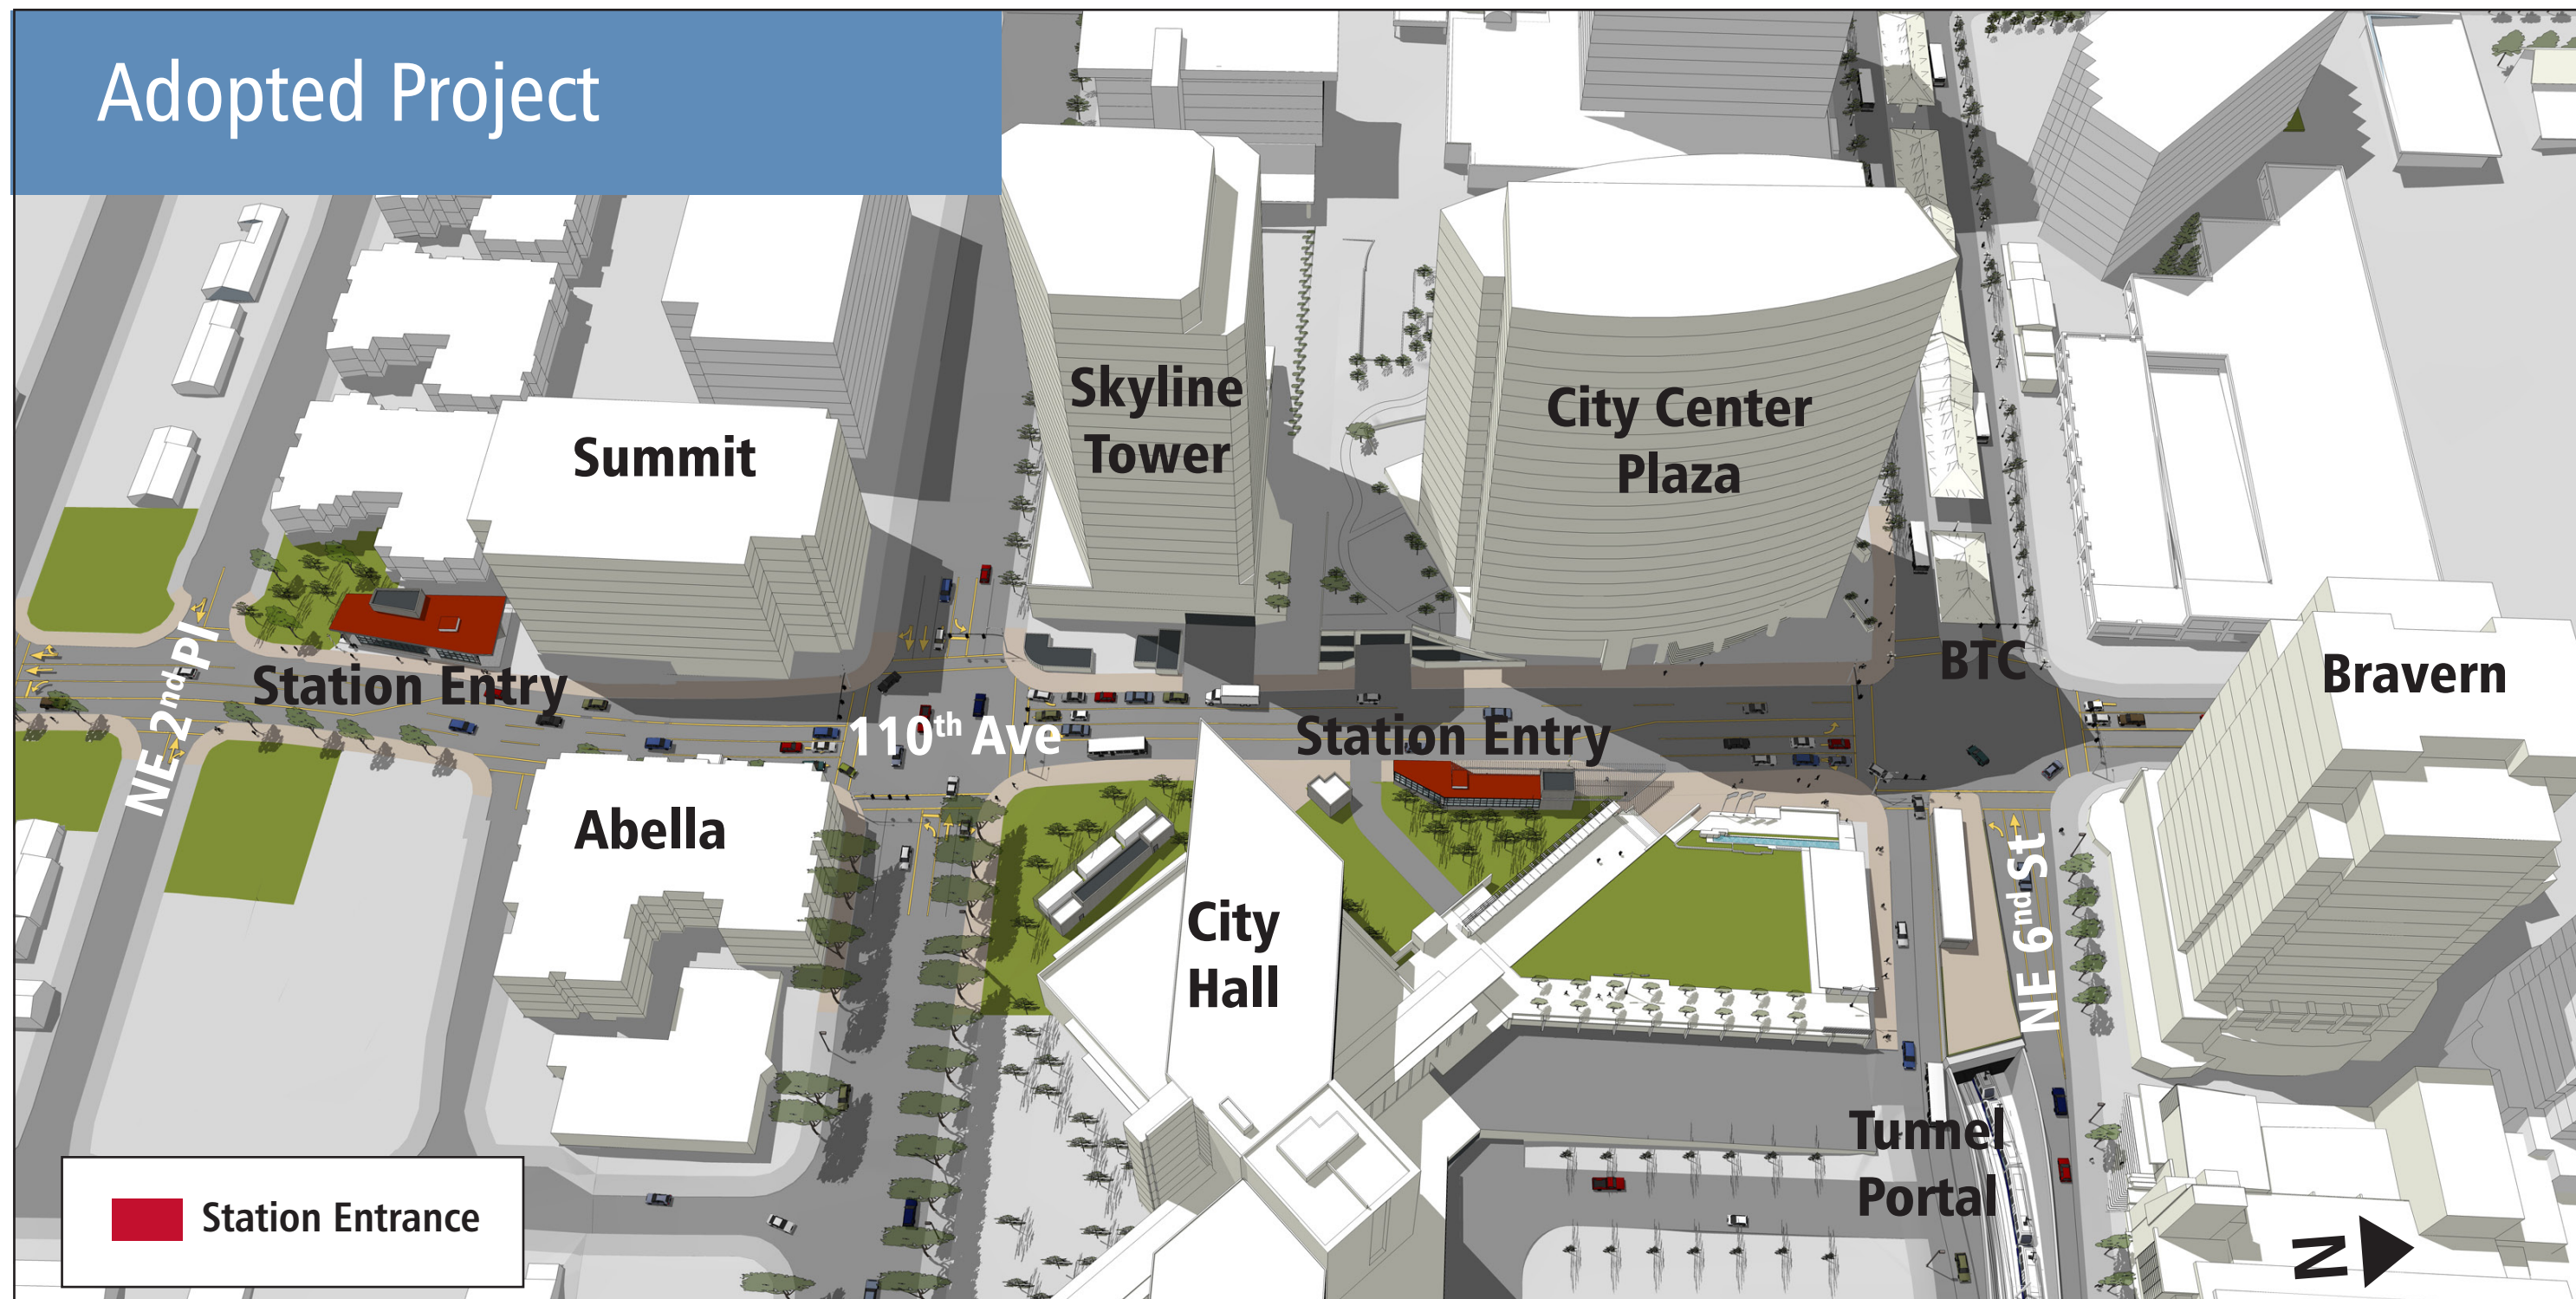 Adopted Project
Skyline
Tower
City Center
Plaza
Summit
BTC
Bravern
Station Entry
NE 2nd Pl
110th Ave
Station Entry
Abella
City
Hall
NE 6nd St
Tunnel
Portal
Station Entrance
N